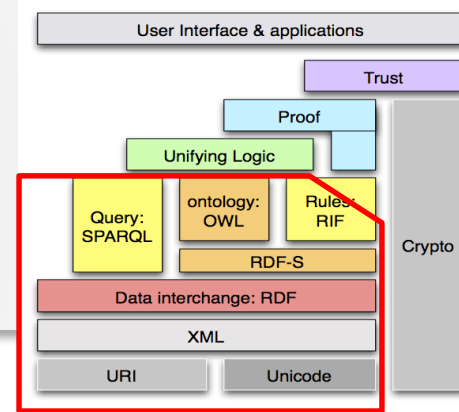 User Interface & applications
Trust
Proof
Unifying Logic
Query:
SPARQL
ontology:
OWL
Rules:
RIF
Crypto
RDF-S
Data interchange: RDF
XML
URI
Unicode